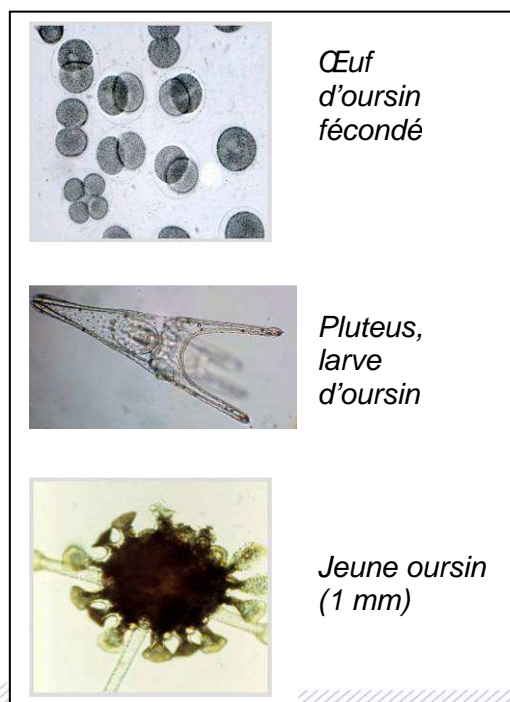 Œuf
d'oursin
fécondé
Pluteus,
larve
d'oursin
Jeune oursin
(1 mm)